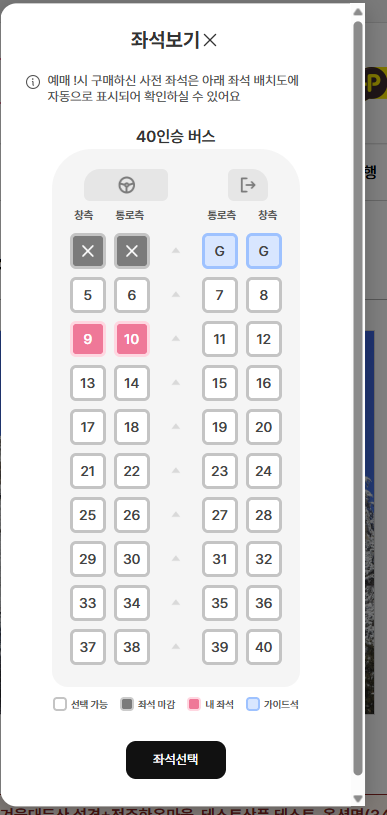 좌석보기
예매 !시 구매하신 사전 좌석은 아래 좌석 배치도에
자동으로 표시되어 확인하실 수 있어요
P
40인승 버스
행
창측 통로측 통로측 창측
G G
5 6 7 8
9 10 11 12
13 14 15 16
17 18 19 20
21 22 23 24
25 26 27 28
29 30 31 32
33 34 35 36
37 38 39 40
선택 가능 좌석 마감 내 좌석 가이드석
좌석선택